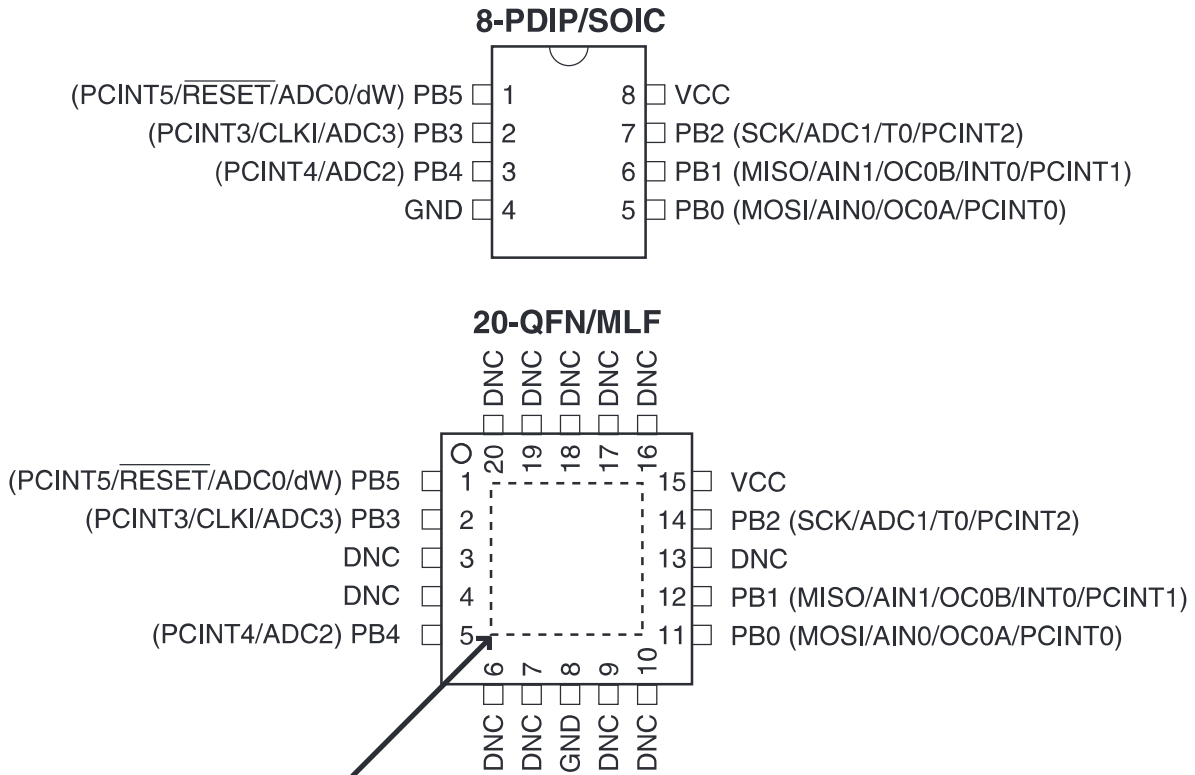 8-PDIP/SOIC
(PCINT5/RESET/ADC0/dW) PB5 1 8 VCC
(PCINT3/CLKI/ADC3) PB3 2 7 PB2 (SCK/ADC1/T0/PCINT2)
(PCINT4/ADC2) PB4 3 6 PB1 (MISO/AIN1/OC0B/INT0/PCINT1)
GND 4 5 PB0 (MOSI/AIN0/OC0A/PCINT0)
20-QFN/MLF
DNC DNC DNC DNC DNC
20 19 18 17 16
(PCINT5/RESET/ADC0/dW) PB5 1 15 VCC
(PCINT3/CLKI/ADC3) PB3 2 14 PB2 (SCK/ADC1/T0/PCINT2)
DNC 3 13 DNC
DNC 4 12 PB1 (MISO/AIN1/OC0B/INT0/PCINT1)
(PCINT4/ADC2) PB4 5 11 PB0 (MOSI/AIN0/OC0A/PCINT0)
6 7 8 9 10
DNC DNC GND DNC DNC